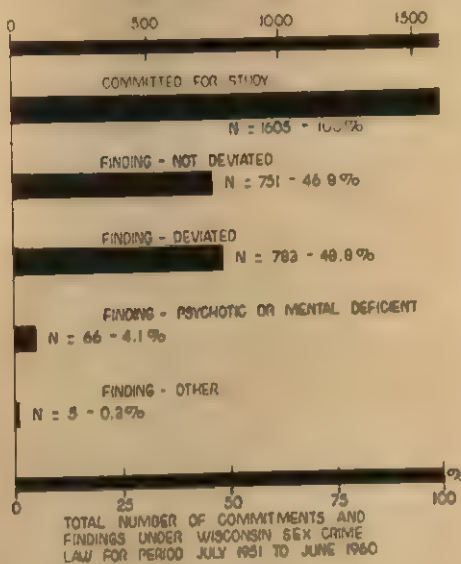 0 500 1000 1500
COMMITTED FOR STUDY
N = 1605 - 100%
FINDING - NOT DEVIATED
N = 751 - 46.8%
FINDING - DEVIATED
N = 783 - 48.8%
FINDING - PSYCHOTIC OR MENTAL DEFICIENT
N = 66 - 4.1%
FINDING - OTHER
N = 5 - 0.3%
%
0 25 50 75 100
TOTAL NUMBER OF COMMITMENTS AND
FINDINGS UNDER WISCONSIN SEX CRIME
LAW FOR PERIOD JULY 1951 TO JUNE 1960